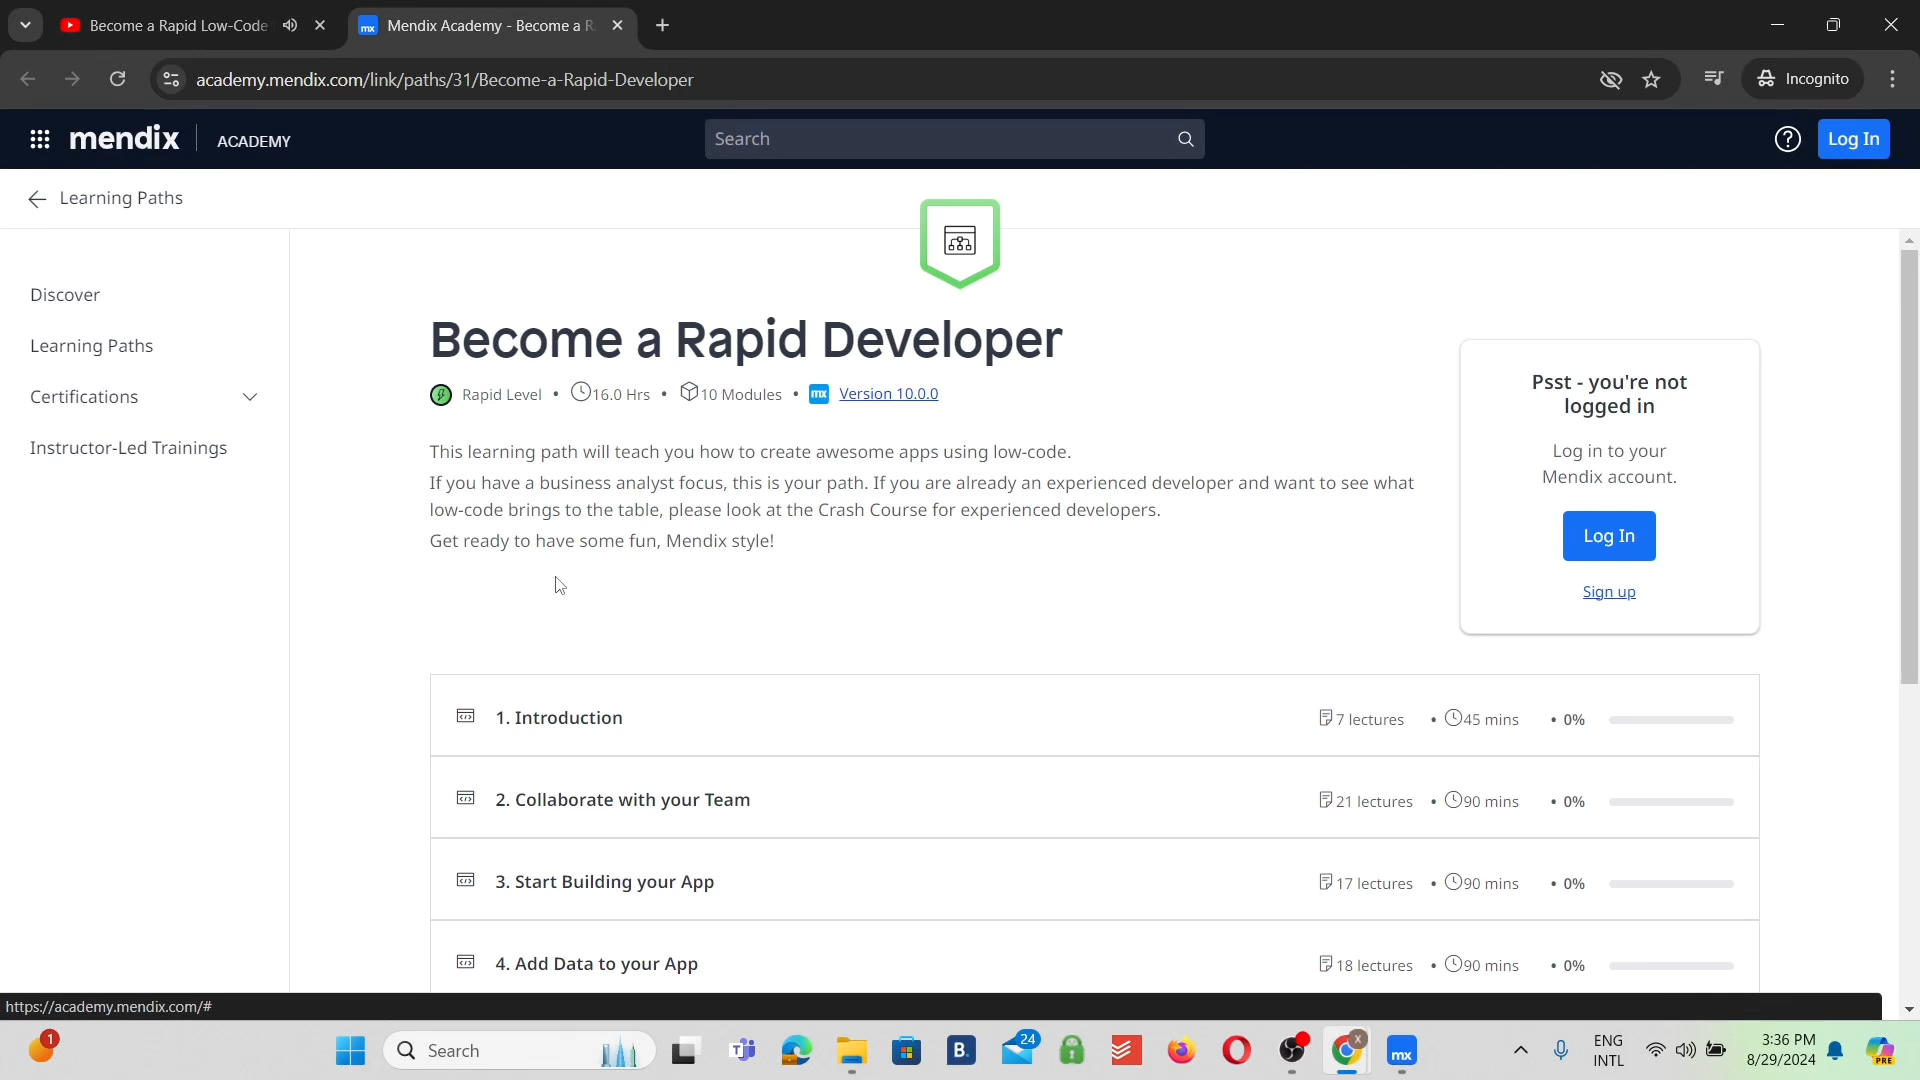 Become a Rapid Low-Code
Mendix Academy - Become a R
academy.mendix.com/link/paths/31/Become-a-Rapid-Developer
Incognito
mendix
ACADEMY
Search
Log In
Learning Paths
Discover
Learning Paths
Certifications
Instructor-Led Trainings
Become a Rapid Developer
Rapid Level • 16.0 Hrs • 10 Modules • mx Version 10.0.0
This learning path will teach you how to create awesome apps using low-code.
If you have a business analyst focus, this is your path. If you are already an experienced developer and want to see what
low-code brings to the table, please look at the Crash Course for experienced developers.
Get ready to have some fun, Mendix style!
Psst - you're not
logged in
Log in to your
Mendix account.
Log In
Sign up
1. Introduction 7 lectures • 45 mins • 0%
2. Collaborate with your Team 21 lectures • 90 mins • 0%
3. Start Building your App 17 lectures • 90 mins • 0%
4. Add Data to your App 18 lectures • 90 mins • 0%
https://academy.mendix.com/#
1
Search
24
B.
mx
ENG
INTL
3:36 PM
8/29/2024
PRE